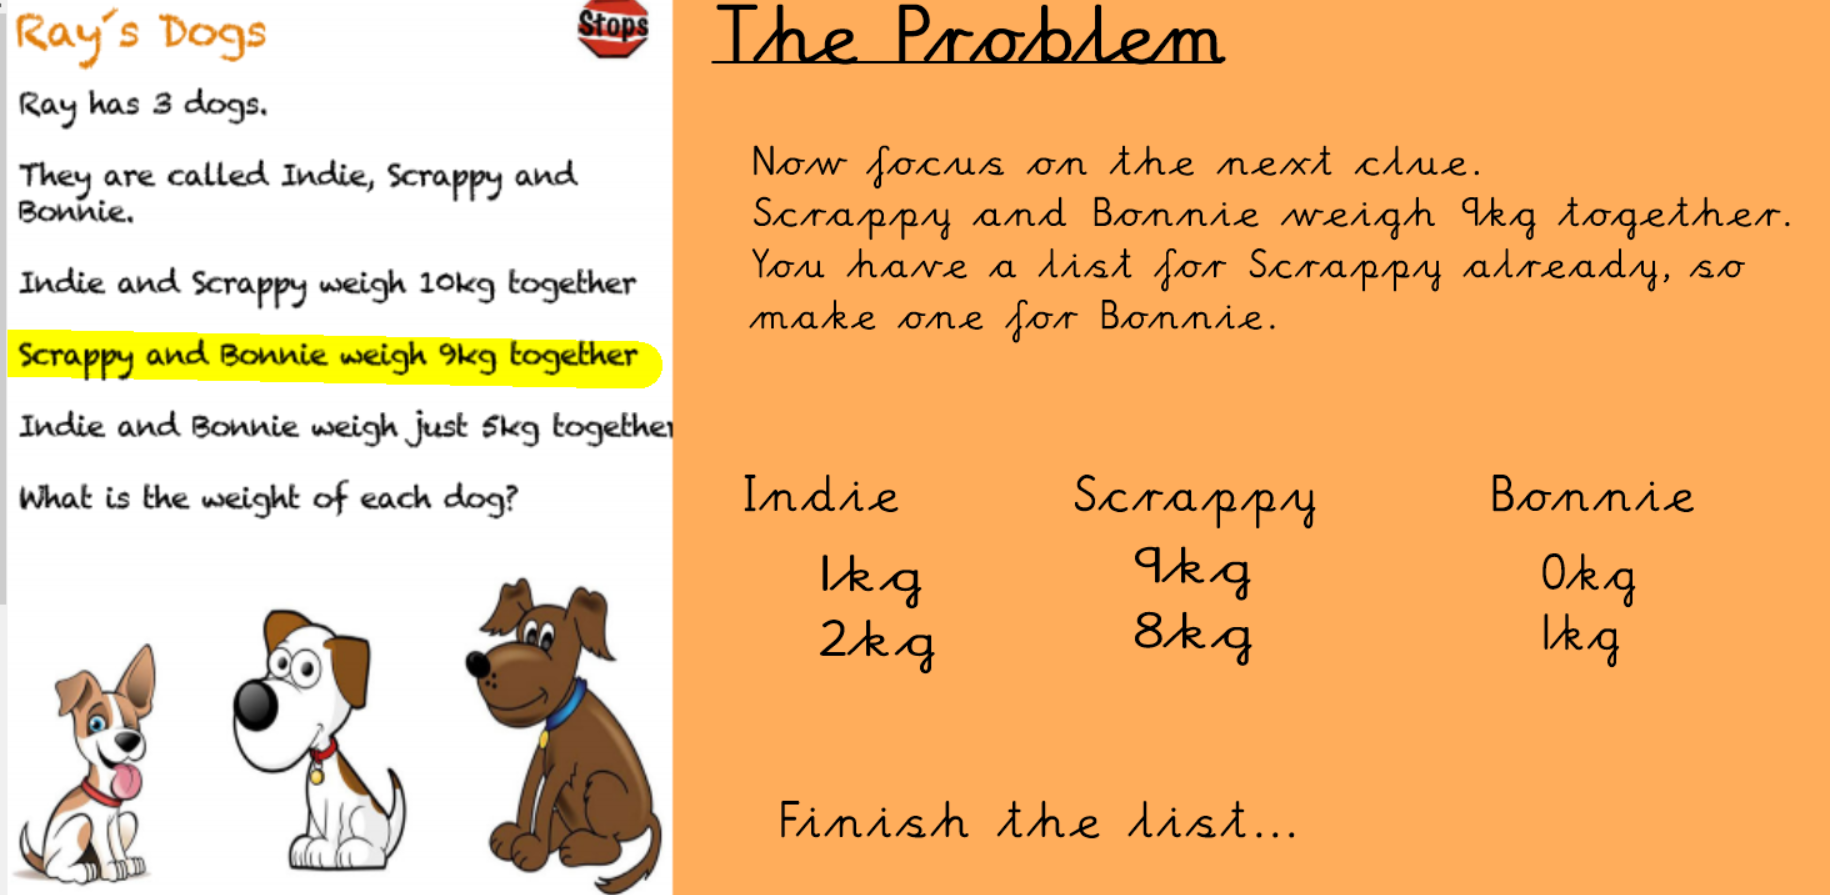 Ray´s Dogs
Stops
Ray has 3 dogs.
They are called Indie, Scrappy and
Bonnie.
Indie and Scrappy weigh 10kg together
Scrappy and Bonnie weigh 9kg together
Indie and Bonnie weigh just 5kg together
What is the weight of each dog?
The Problem
Now focus on the next clue.
Scrappy and Bonnie weigh 9kg together.
You have a list for Scrappy already, so
make one for Bonnie.
Indie Scrappy Bonnie
1kg 9kg 0kg
2kg 8kg 1kg
Finish the list...